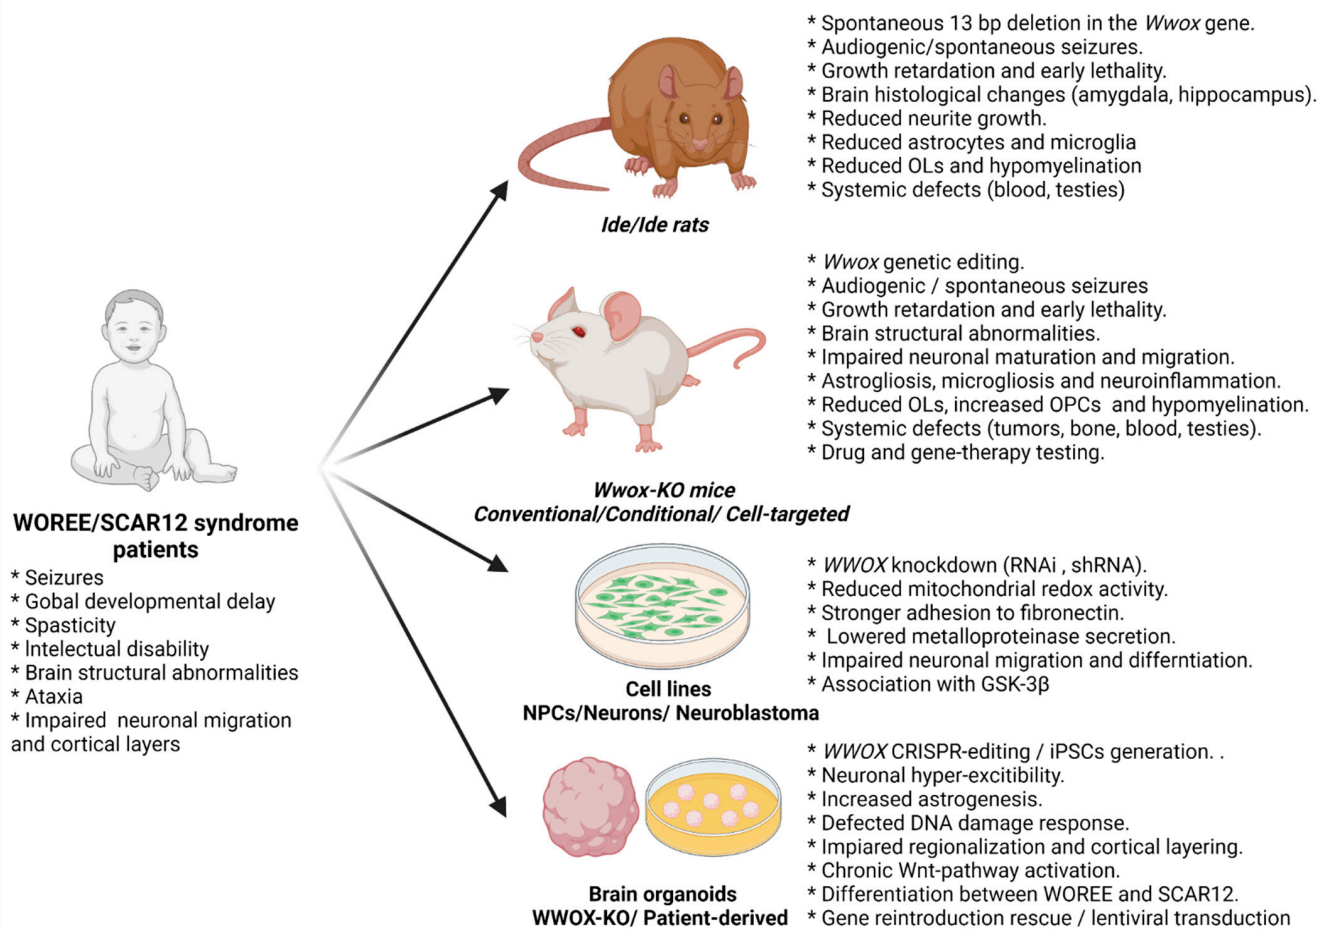 * Spontaneous 13 bp deletion in the Wwox gene.
* Audiogenic/spontaneous seizures.
* Growth retardation and early lethality.
* Brain histological changes (amygdala, hippocampus).
* Reduced neurite growth.
* Reduced astrocytes and microglia
* Reduced OLs and hypomyelination
* Systemic defects (blood, testies)
Ide/Ide rats
* Wwox genetic editing.
* Audiogenic / spontaneous seizures
* Growth retardation and early lethality.
* Brain structural abnormalities.
* Impaired neuronal maturation and migration.
* Astrogliosis, microgliosis and neuroinflammation.
* Reduced OLs, increased OPCs and hypomyelination.
* Systemic defects (tumors, bone, blood, testies).
* Drug and gene-therapy testing.
Wwox-KO mice
Conventional/Conditional/ Cell-targeted
WOREE/SCAR12 syndrome
patients
* Seizures
* Gobal developmental delay
* Spasticity
* Intelectual disability
* Brain structural abnormalities
* Ataxia
* Impaired neuronal migration
and cortical layers
* WWOX knockdown (RNAi , shRNA).
* Reduced mitochondrial redox activity.
* Stronger adhesion to fibronectin.
* Lowered metalloproteinase secretion.
* Impaired neuronal migration and differntiation.
* Association with GSK-3β
Cell lines
NPCs/Neurons/ Neuroblastoma
* WWOX CRISPR-editing / iPSCs generation. .
* Neuronal hyper-excitibility.
* Increased astrogenesis.
* Defected DNA damage response.
* Impiared regionalization and cortical layering.
* Chronic Wnt-pathway activation.
* Differentiation between WOREE and SCAR12.
* Gene reintroduction rescue / lentiviral transduction
Brain organoids
WWOX-KO/ Patient-derived